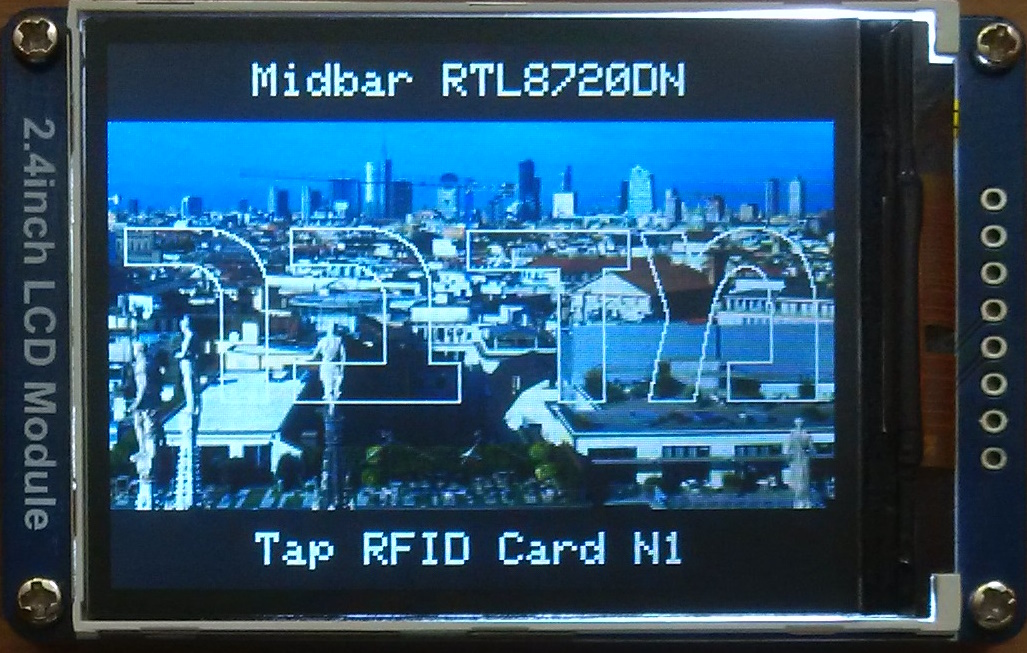 Midbar RTL8720DN
מדבר
Tap RFID Card N1
2.4inch LCD Module